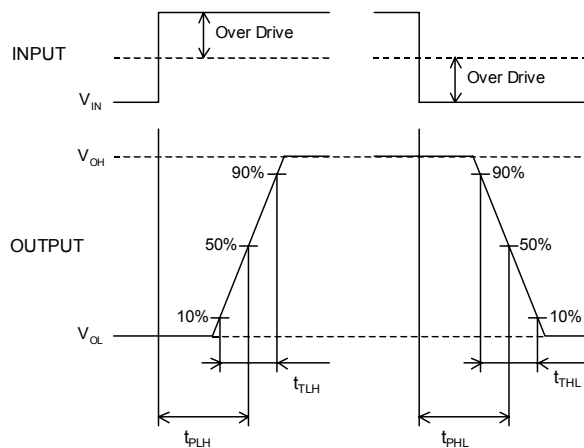 Over Drive
INPUT
Over Drive
V_IN
V_OH
90%
90%
OUTPUT
50%
50%
10%
10%
V_OL
t_TLH
t_THL
t_PLH
t_PHL